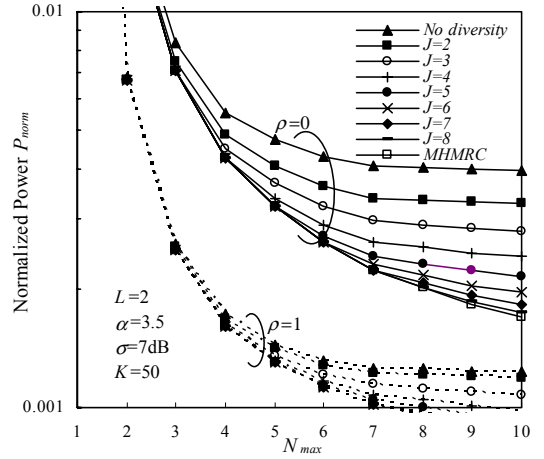 0.01
No diversity
J=2
J=3
J=4
J=5
J=6
J=7
J=8
MHMRC
ρ=0
Normalized Power P_norm
L=2
α=3.5
σ=7dB
K=50
ρ=1
0.001
1 2 3 4 5 6 7 8 9 10
N_max